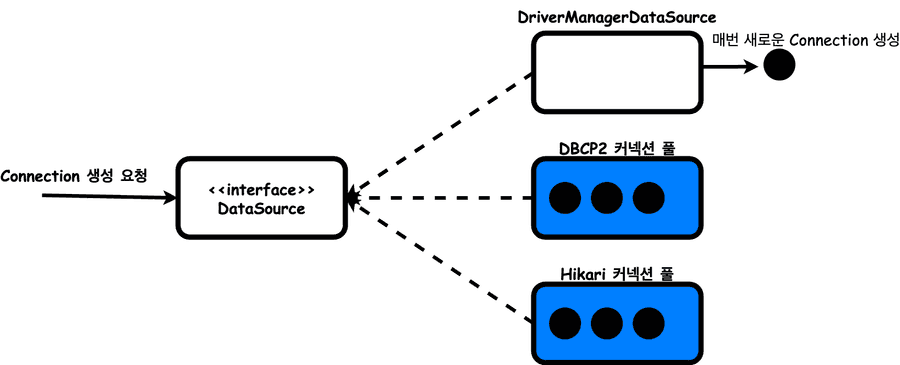 DriverManagerDataSource
매번 새로운 Connection 생성
DBCP2 커넥션 풀
Connection 생성 요청
<<interface>>
DataSource
Hikari 커넥션 풀